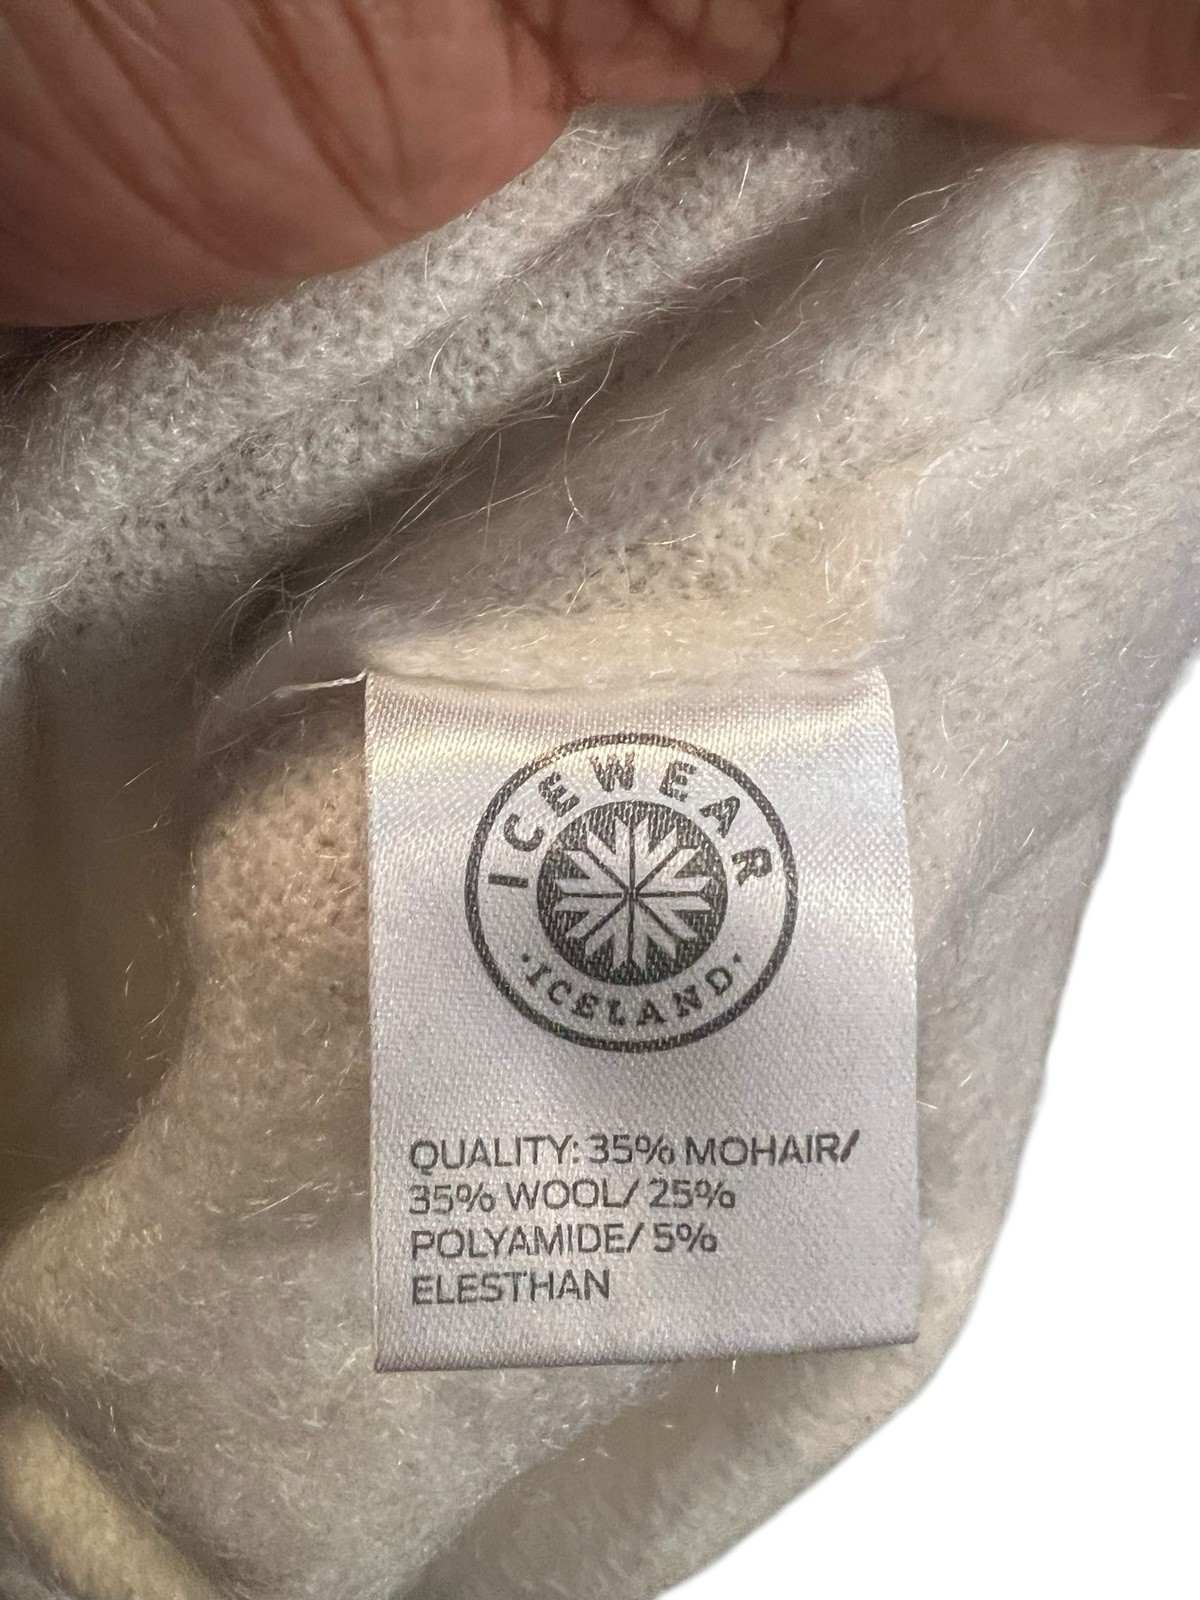 ICEWEAR
·ICELAND·
QUALITY: 35% MOHAIR/
35% WOOL/ 25%
POLYAMIDE/ 5%
ELESTHAN